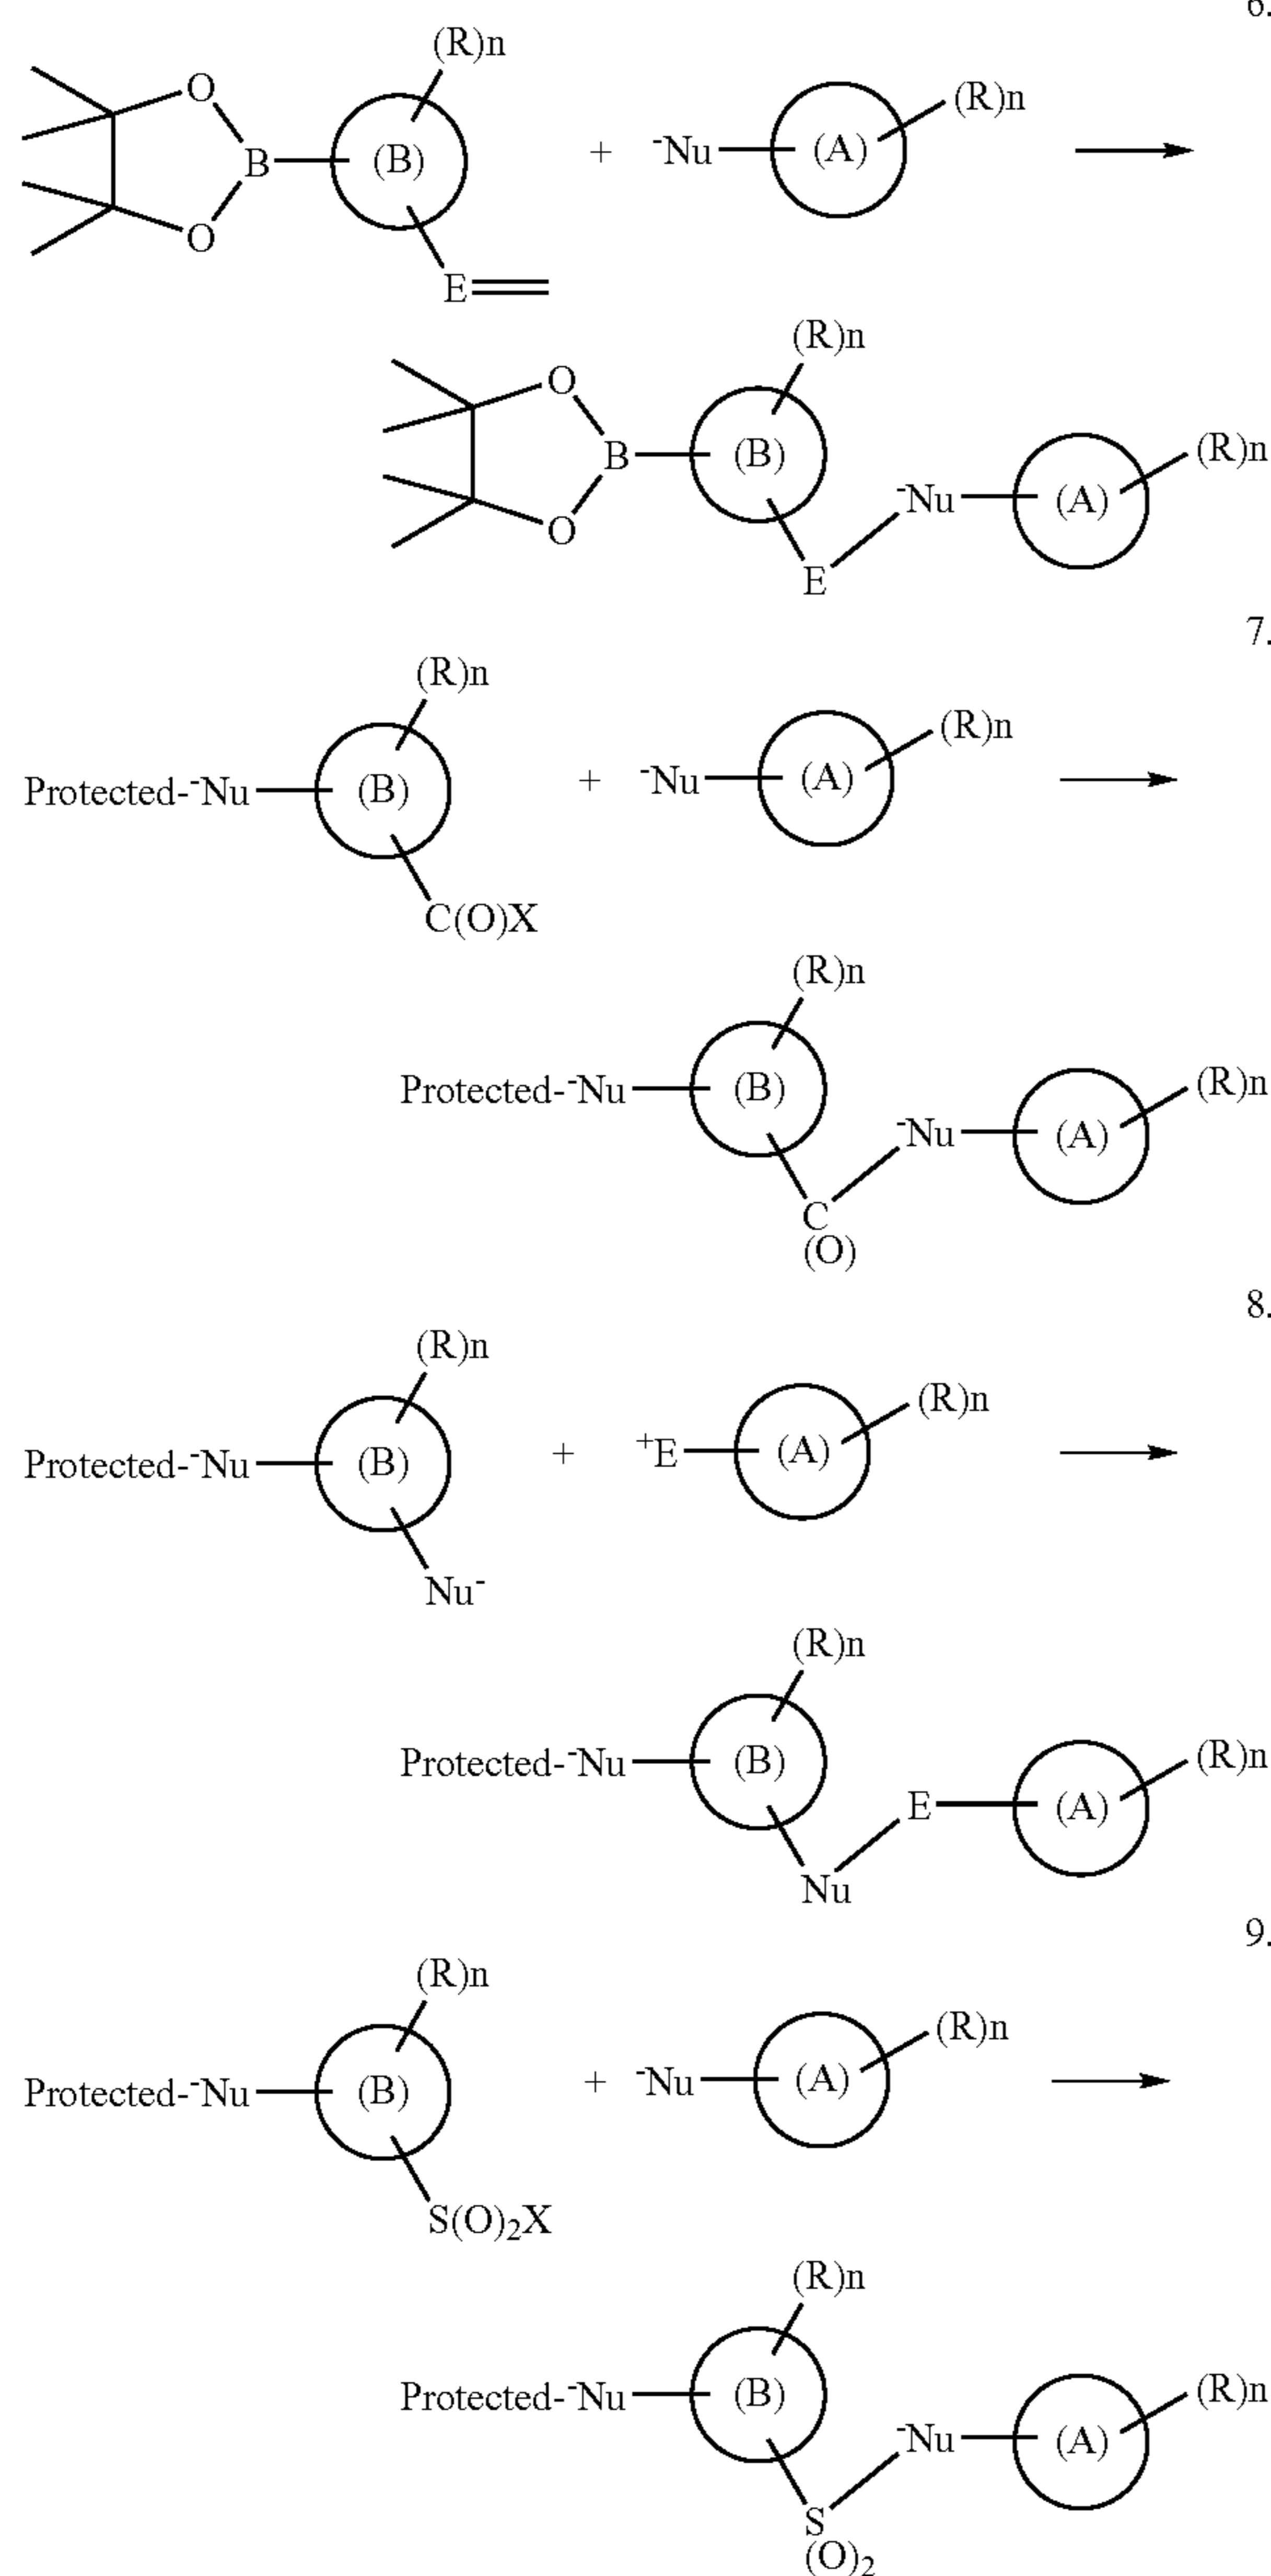 6.
(R)n
O
B
(B)
O
E
+
-Nu
(A)
(R)n
(R)n
O
B
(B)
O
E
-Nu
(A)
(R)n
7.
(R)n
Protected--Nu
(B)
C(O)X
+
-Nu
(A)
(R)n
(R)n
Protected--Nu
(B)
C
(O)
-Nu
(A)
(R)n
8.
(R)n
Protected--Nu
(B)
Nu-
+
+E
(A)
(R)n
(R)n
Protected--Nu
(B)
Nu
E
(A)
(R)n
9.
(R)n
Protected--Nu
(B)
S(O)2X
+
-Nu
(A)
(R)n
(R)n
Protected--Nu
(B)
S
(O)2
-Nu
(A)
(R)n